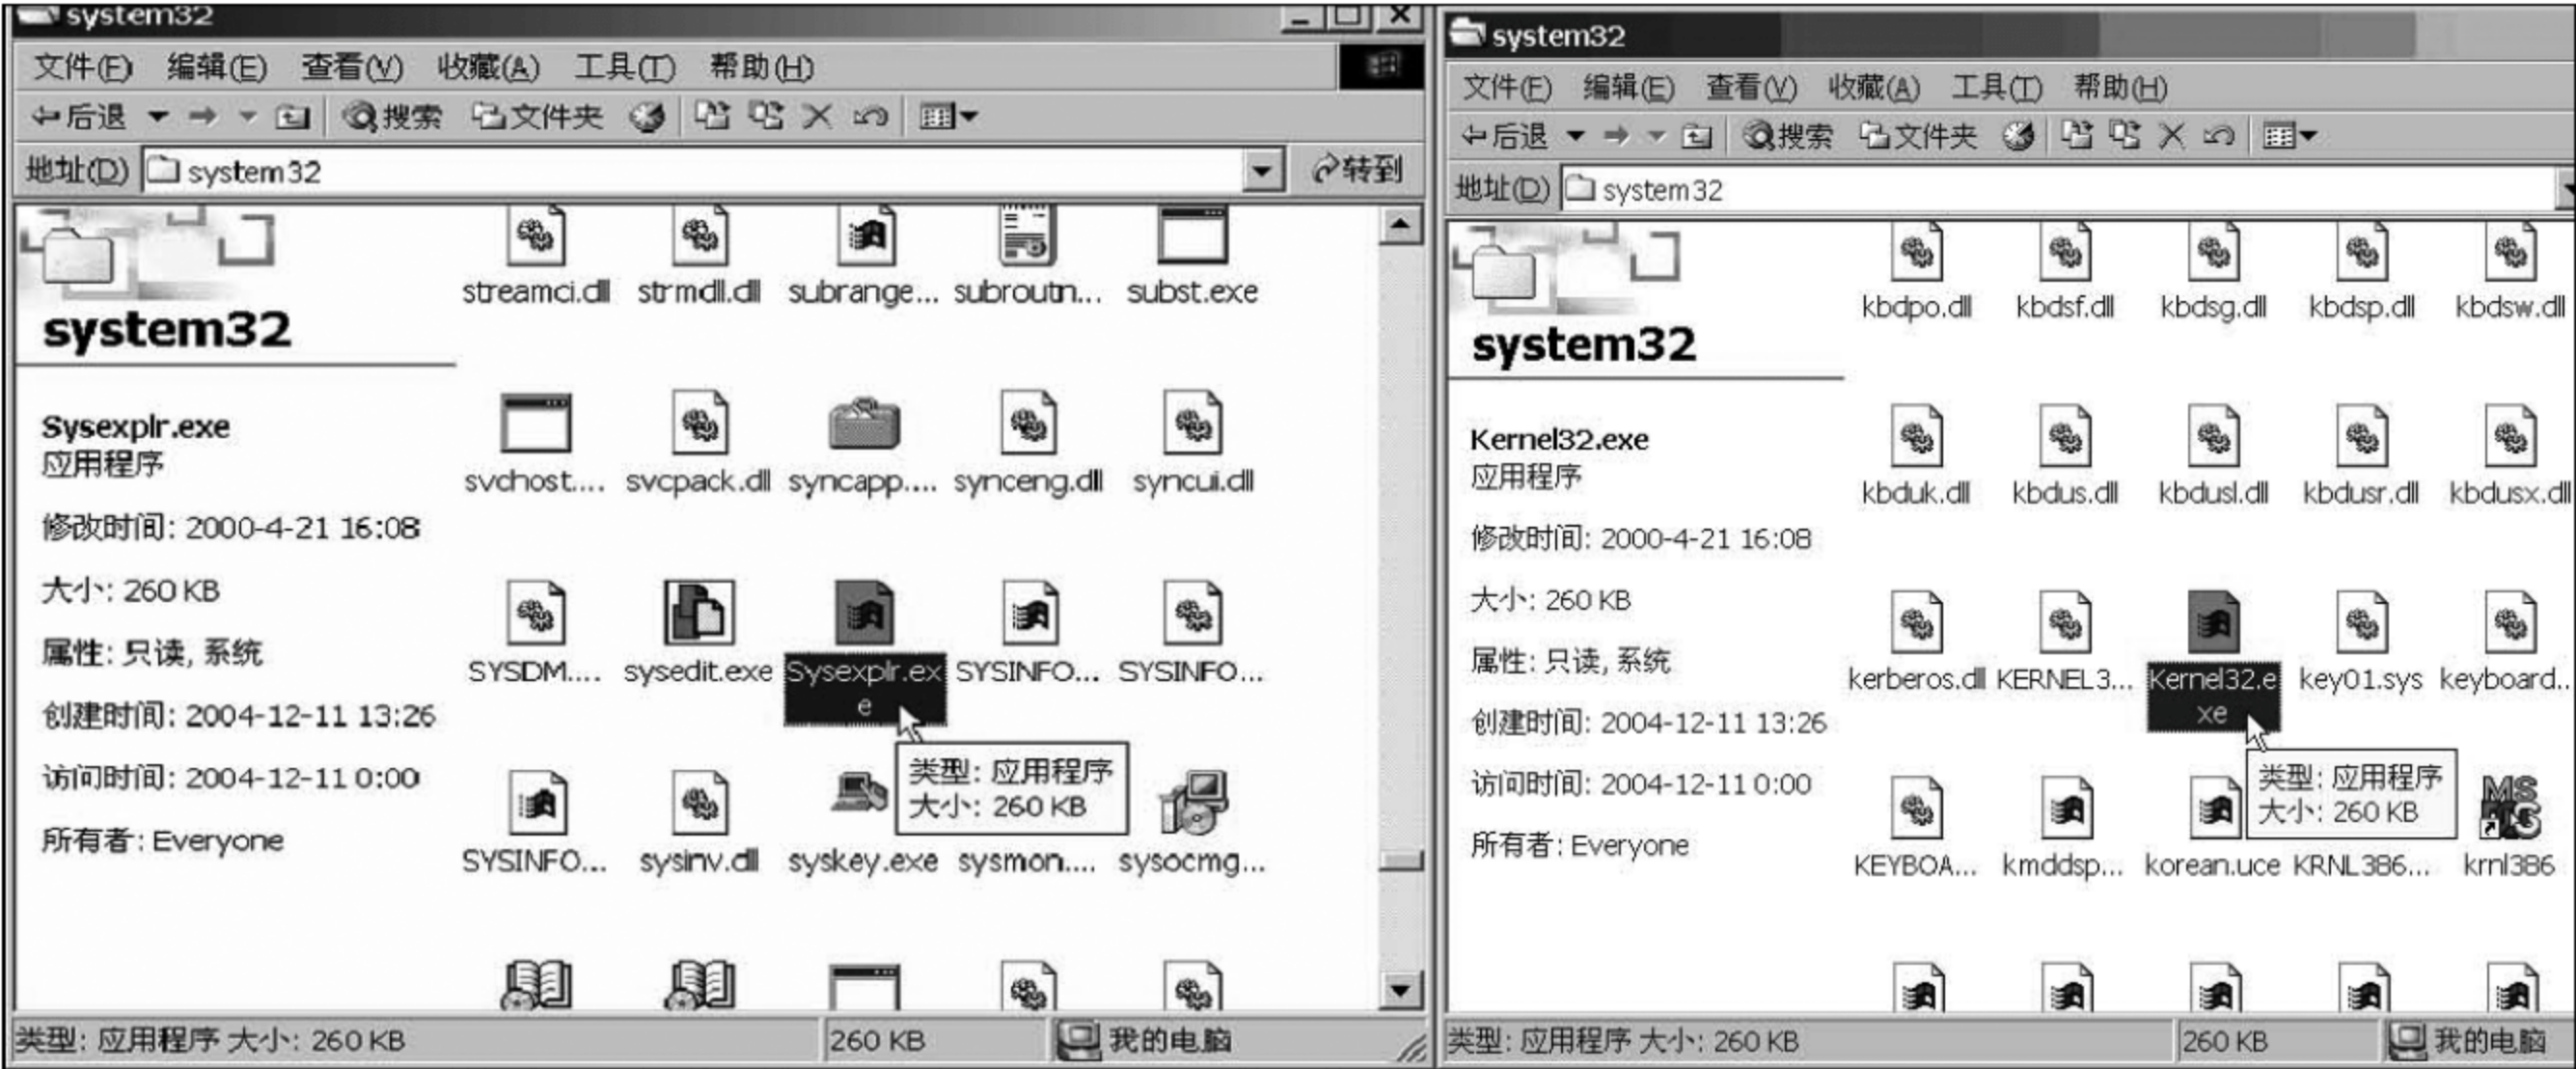 system32
文件(F) 编辑(E) 查看(V) 收藏(A) 工具(T) 帮助(H)
后退 搜索 文件夹
地址(D) system32 转到
system32
Sysexplr.exe
应用程序
修改时间: 2000-4-21 16:08
大小: 260 KB
属性: 只读, 系统
创建时间: 2004-12-11 13:26
访问时间: 2004-12-11 0:00
所有者: Everyone
streamci.dll strmdll.dll subrange... subroutn... subst.exe
svchost.... svcpack.dll syncapp.... synceng.dll syncui.dll
SYSDM.... sysedit.exe Sysexplr.ex SYSINFO... SYSINFO...
e
类型: 应用程序
大小: 260 KB
SYSINFO... sysinv.dll syskey.exe sysmon.... sysocmg...
类型: 应用程序 大小: 260 KB 260 KB 我的电脑
system32
文件(F) 编辑(E) 查看(V) 收藏(A) 工具(T) 帮助(H)
后退 搜索 文件夹
地址(D) system32
system32
Kernel32.exe
应用程序
修改时间: 2000-4-21 16:08
大小: 260 KB
属性: 只读, 系统
创建时间: 2004-12-11 13:26
访问时间: 2004-12-11 0:00
所有者: Everyone
kbdpo.dll kbdsf.dll kbdsg.dll kbdsp.dll kbdsw.dll
kbduk.dll kbdus.dll kbdusl.dll kbdusr.dll kbdusx.dll
kerberos.dll KERNEL3... Kernel32.e key01.sys keyboard..
xe
类型: 应用程序
大小: 260 KB
KEYBOA... kmddsp... korean.uce KRNL386... krnl386
类型: 应用程序 大小: 260 KB 260 KB 我的电脑